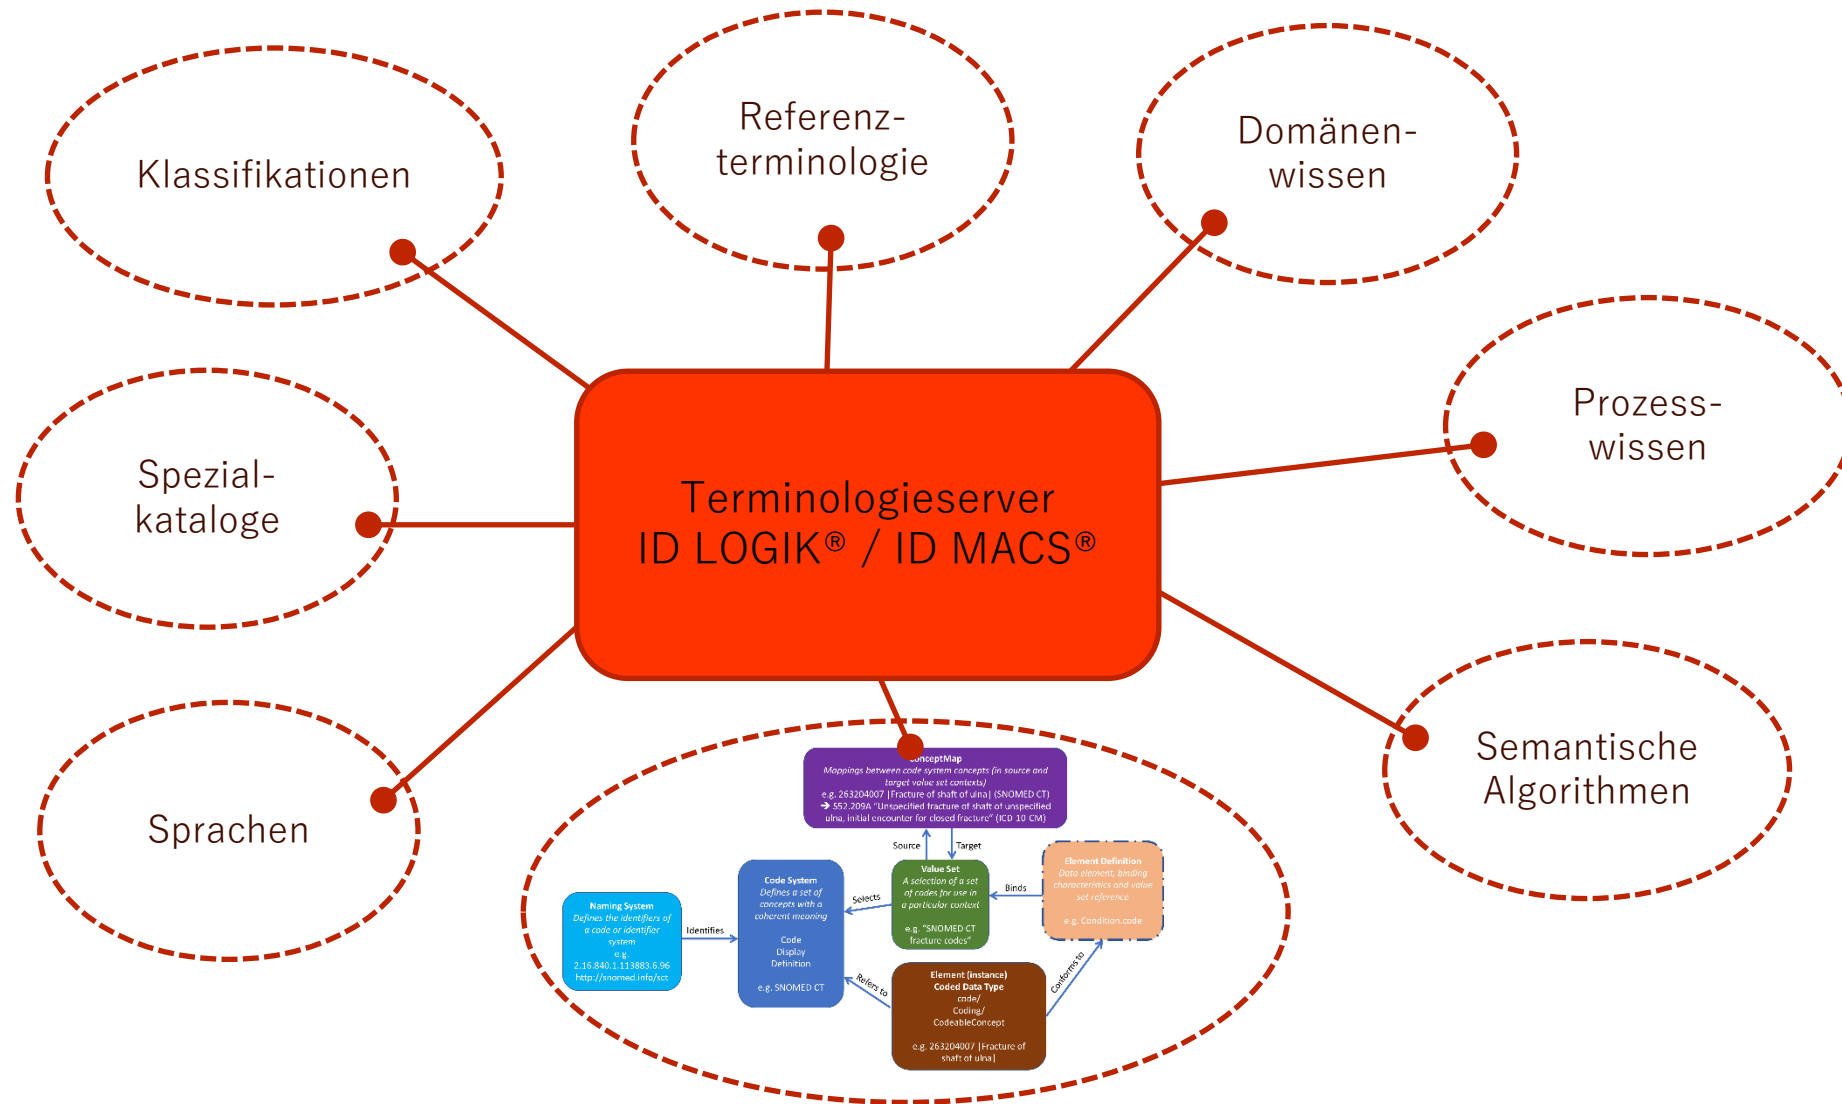 Klassifikationen
Referenz-
terminologie
Domänen-
wissen
Spezial-
kataloge
Prozess-
wissen
Terminologieserver
ID LOGIK® / ID MACS®
Sprachen
Semantische
Algorithmen
ConceptMap
Mappings between code system concepts (in source and
target value set contexts)
e.g. 263204007 |Fracture of shaft of ulna| (SNOMED CT)
➔ S52.209A "Unspecified fracture of shaft of unspecified
ulna, initial encounter for closed fracture" (ICD 10 CM)
Source
Target
Naming System
Defines the identifiers of
a code or identifier
system
e.g.
2.16.840.1.113883.6.96
http://snomed.info/sct
Identifies
Code System
Defines a set of
concepts with a
coherent meaning
Code
Display
Definition
e.g. SNOMED CT
Selects
Value Set
A selection of a set
of codes for use in
a particular context
e.g. "SNOMED CT
fracture codes"
Binds
Element Definition
Data element, binding
characteristics and value
set reference
e.g. Condition.code
Refers to
Element (instance)
Coded Data Type
code/
Coding/
CodeableConcept
e.g. 263204007 |Fracture of
shaft of ulna|
Conforms to